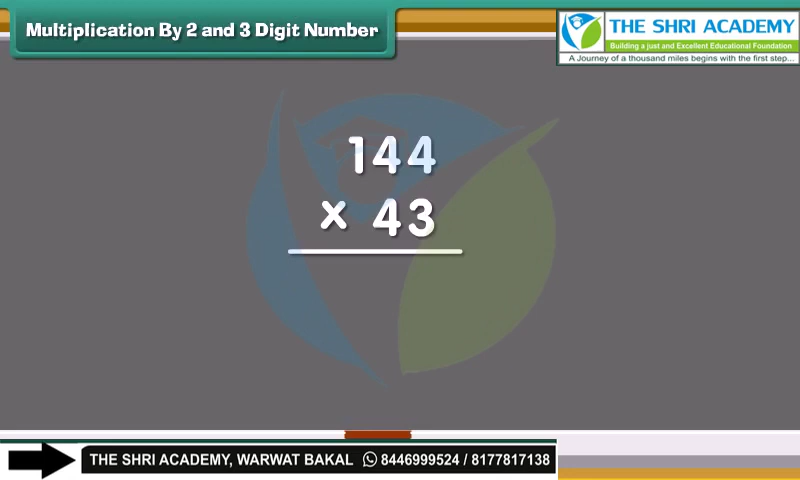 Multiplication By 2 and 3 Digit Number
THE SHRI ACADEMY
Building a just and Excellent Educational Foundation
A Journey of a thousand miles begins with the first step...
144
× 43
THE SHRI ACADEMY, WARWAT BAKAL 8446999524 / 8177817138